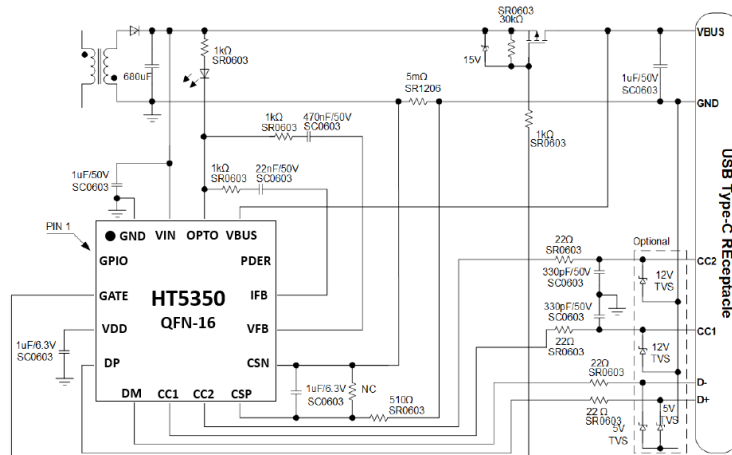 SR0603
30kΩ
VBUS
1kΩ
SR0603
680uF
15V
5mΩ
SR1206
1uF/50V
SC0603
GND
1kΩ
SR0603
470nF/50V
SC0603
1kΩ
SR0603
1kΩ
SR0603
22nF/50V
SC0603
1uF/50V
SC0603
PIN 1
GND VIN OPTO VBUS
GPIO PDER
GATE HT5350 IFB
QFN-16
VDD VFB
DP CSN
DM CC1 CC2 CSP
1uF/6.3V
SC0603
1uF/6.3V
SC0603
NC
510Ω
SR0603
22Ω
SR0603
330pF/50V
SC0603
330pF/50V
SC0603
22Ω
SR0603
Optional
12V
TVS
CC2
12V
TVS
CC1
22Ω
SR0603
D-
22Ω
SR0603
D+
5V
TVS
5V
TVS
USB Type-C REceptacle